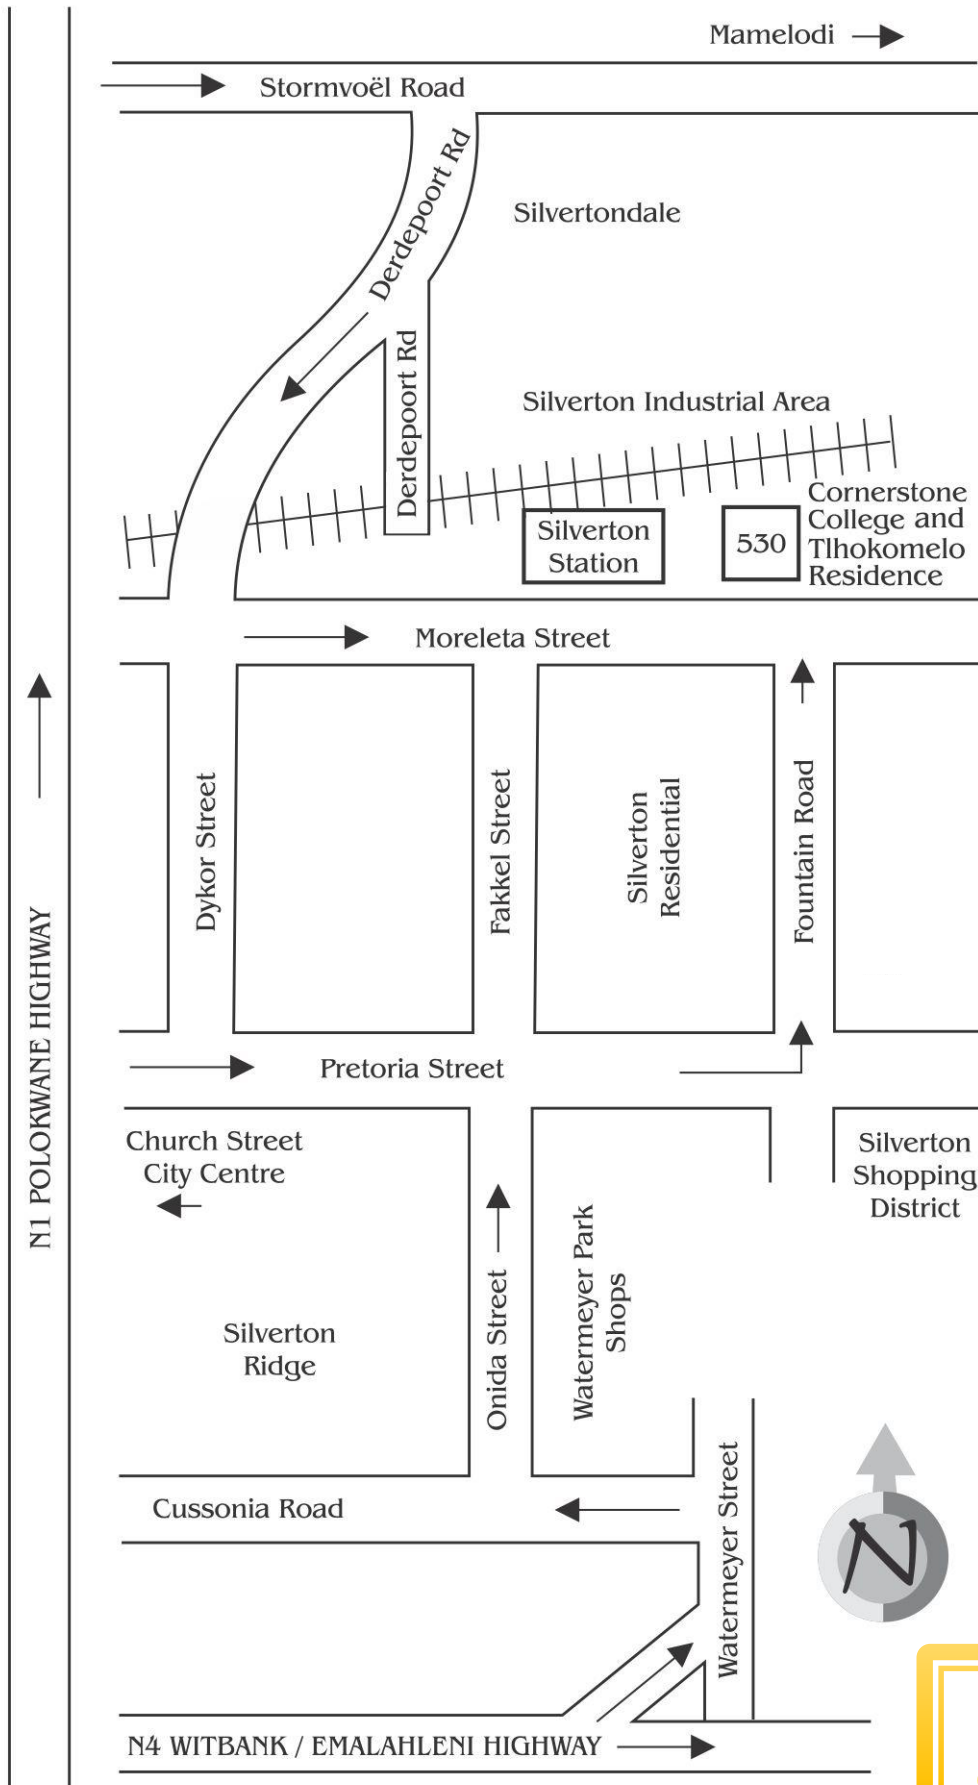 Mamelodi
Stormvoël Road
Derdepoort Rd
Silvertondale
Derdepoort Rd
Silverton Industrial Area
Cornerstone
College and
Tlhokomelo
Residence
530
Silverton
Station
Moreleta Street
Dykor Street
Fakkel Street
Silverton
Residential
Fountain Road
N1 POLOKWANE HIGHWAY
Pretoria Street
Church Street
City Centre
Silverton
Shopping
District
Onida Street
Watermeyer Park
Shops
Silverton
Ridge
Cussonia Road
Watermeyer Street
N
N4 WITBANK / EMALAHLENI HIGHWAY